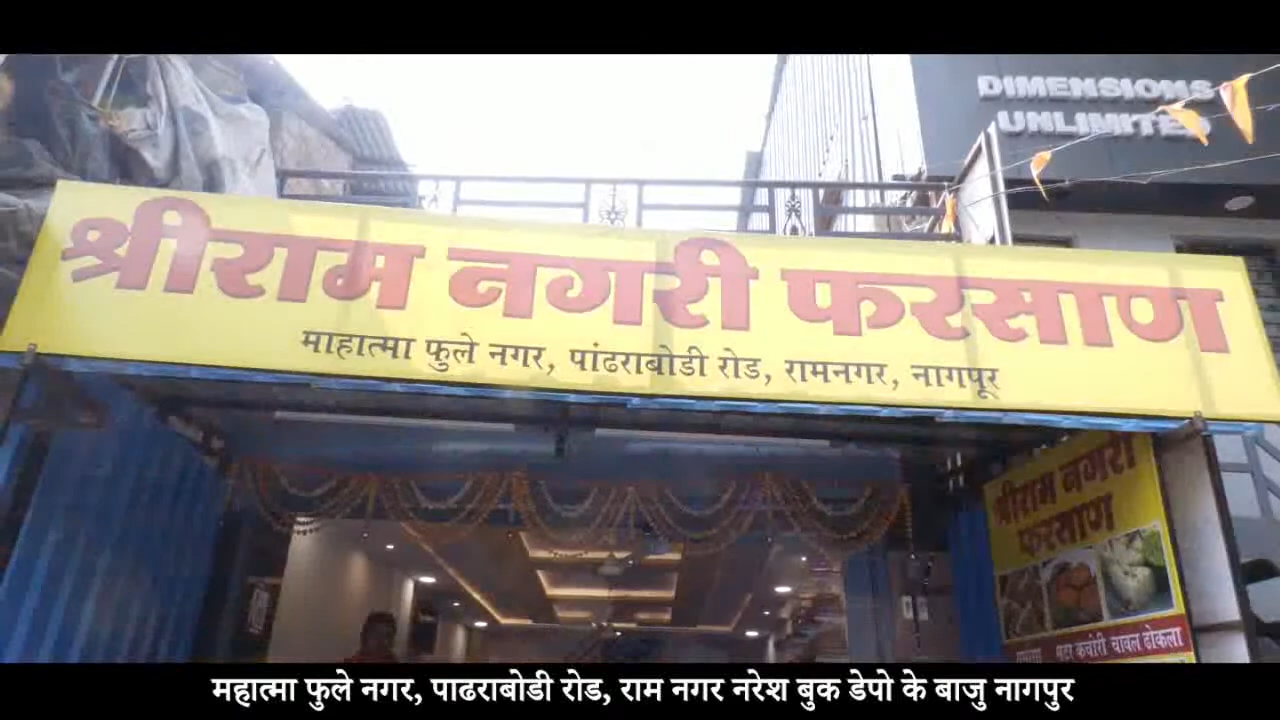 DIMENSIONS
UNLIMITED
श्रीराम नगरी फरसाण
माहात्मा फुले नगर, पांढराबोडी रोड, रामनगर, नागपूर
श्रीराम नगरी
फरसाण
मटर कचोरी चावल ढोकला
महात्मा फुले नगर, पाढराबोडी रोड, राम नगर नरेश बुक डेपो के बाजु नागपुर